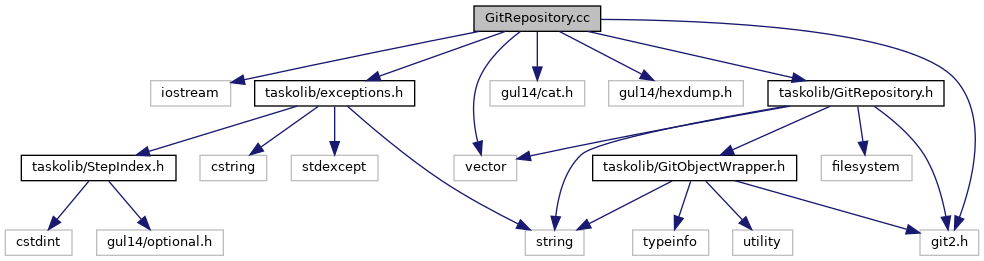 GitRepository.cc
iostream
taskolib/exceptions.h
gul14/cat.h
gul14/hexdump.h
taskolib/GitRepository.h
taskolib/StepIndex.h
cstring
stdexcept
vector
taskolib/GitObjectWrapper.h
filesystem
cstdint
gul14/optional.h
string
typeinfo
utility
git2.h